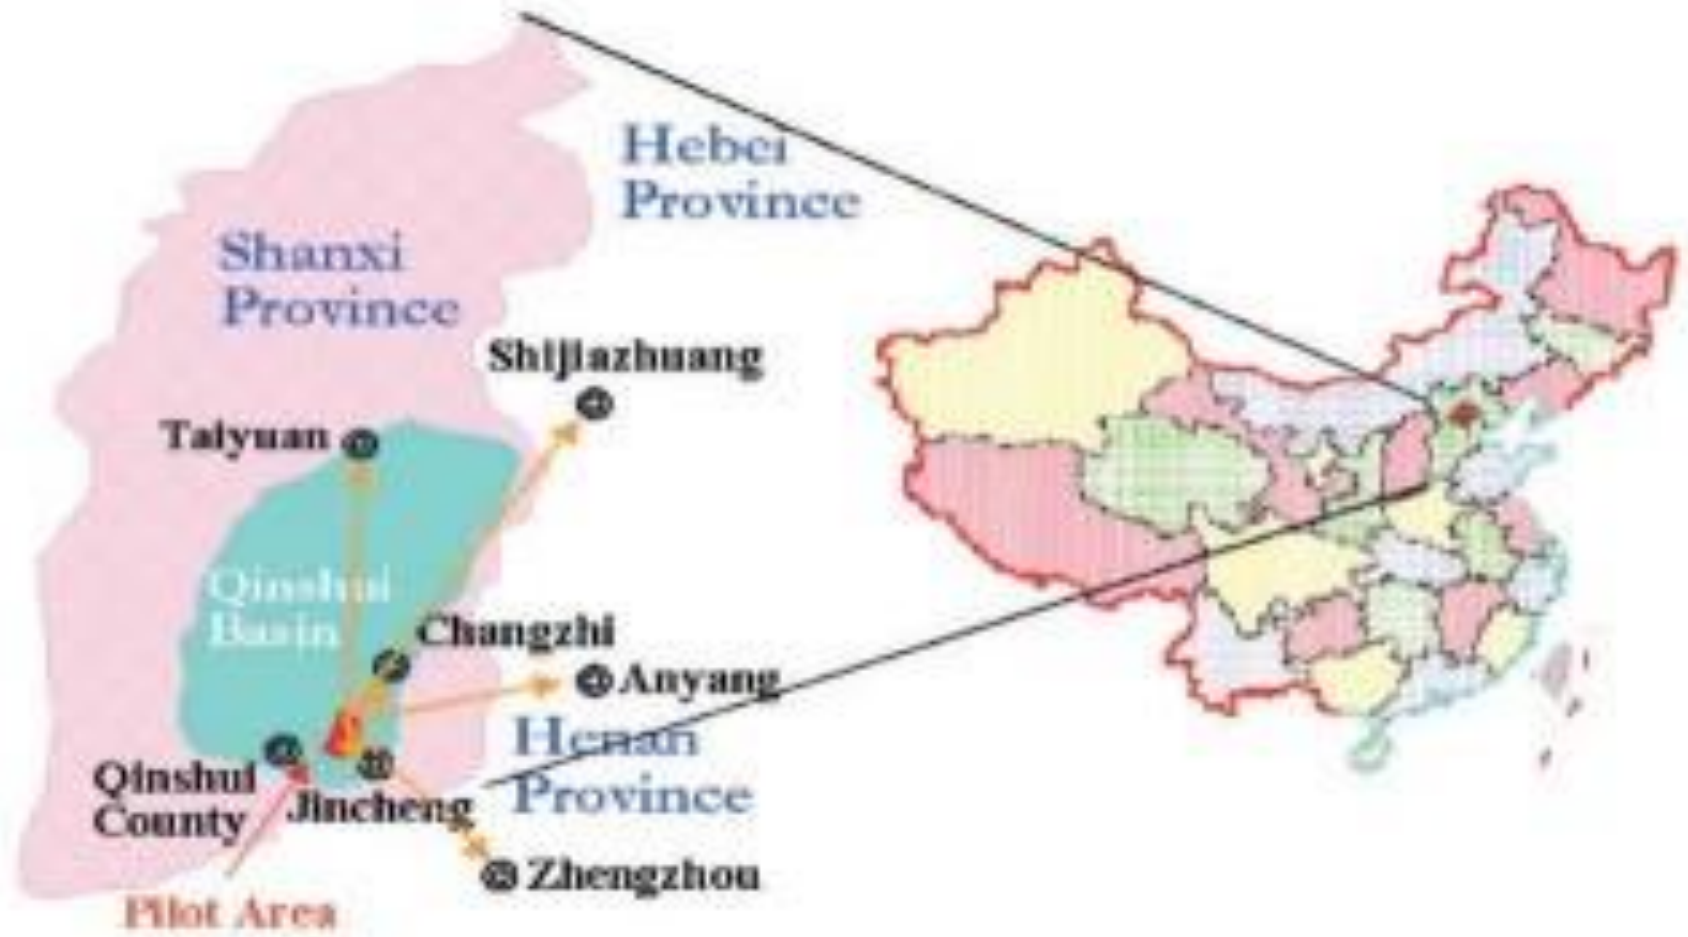 Hebei
Province
Shanxi
Province
Shijiazhuang
Taiyuan
Qinshui
Basin
Changzhi
Anyang
Henan
Province
Qinshui
County
Jincheng
Zhengzhou
Pilot Area